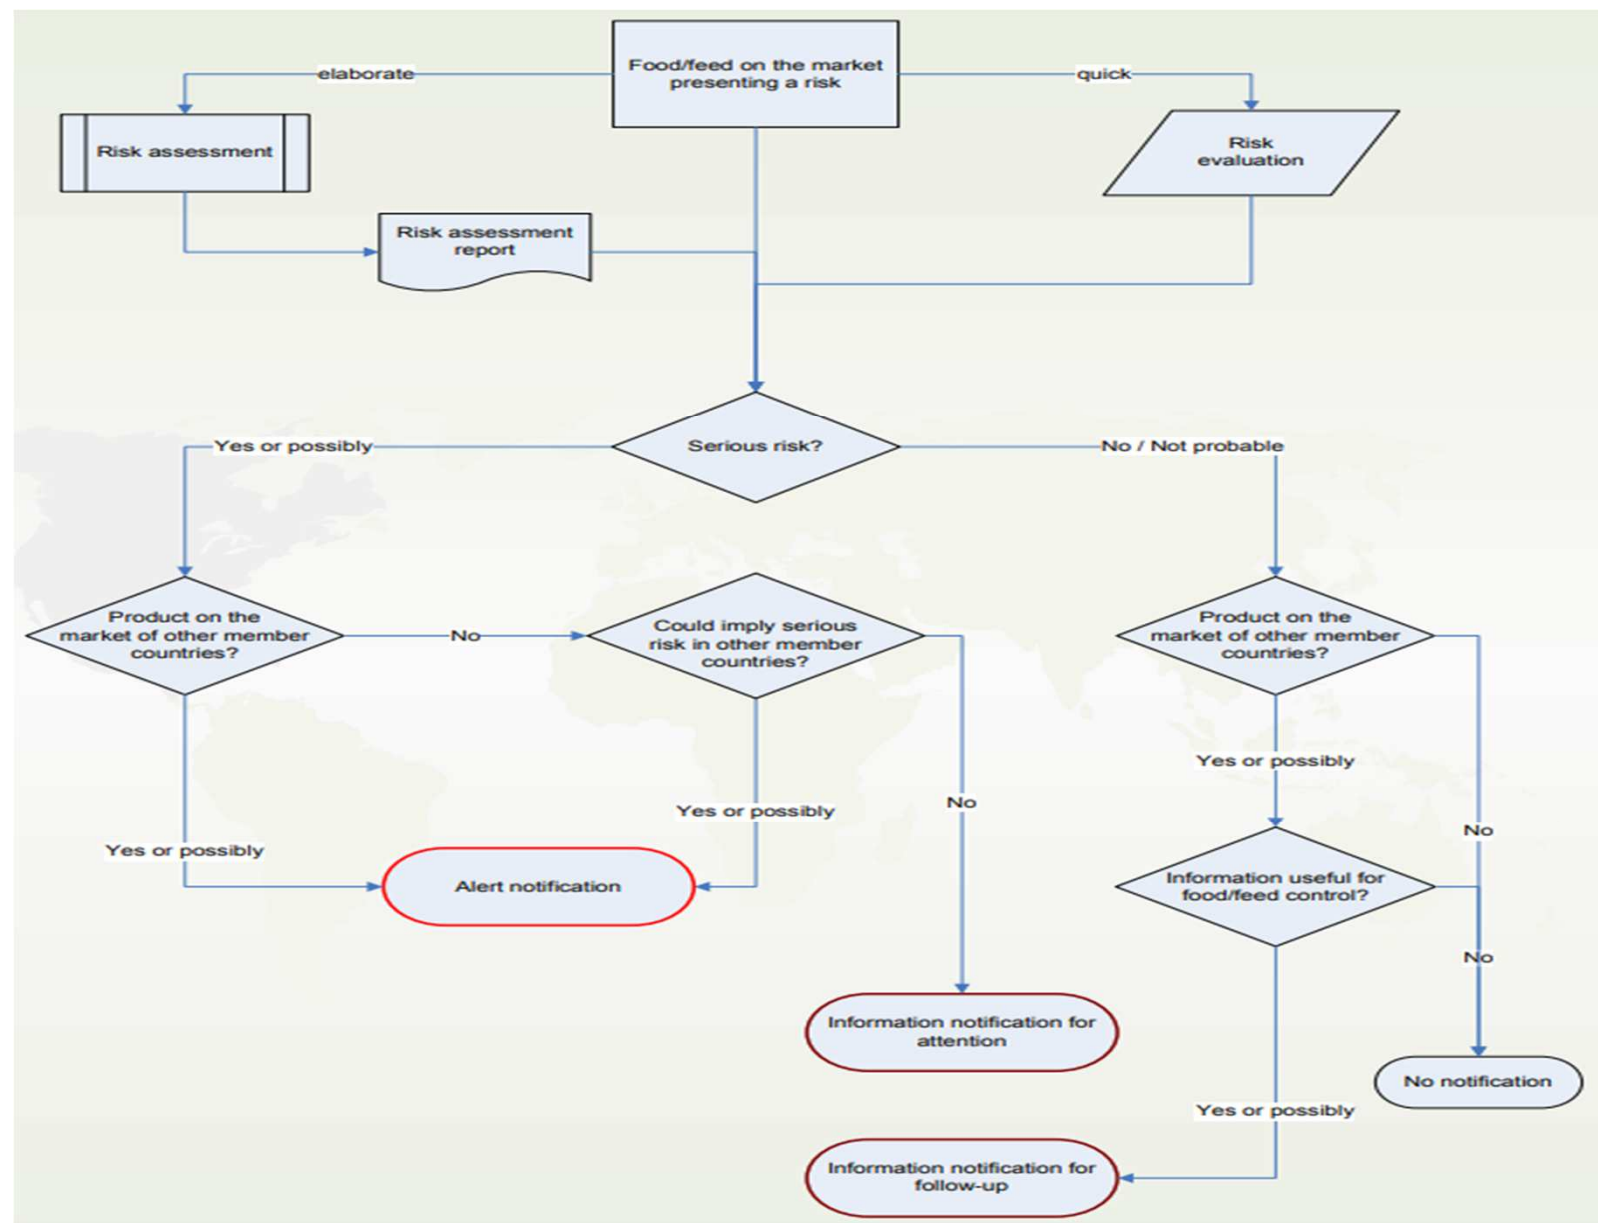 Food/feed on the market
presenting a risk
elaborate
quick
Risk assessment
Risk
evaluation
Risk assessment
report
Serious risk?
Yes or possibly
No / Not probable
Product on the
market of other member
countries?
No
Could imply serious
risk in other member
countries?
Product on the
market of other member
countries?
Yes or possibly
No
Yes or possibly
No
Yes or possibly
Alert notification
Information useful for
food/feed control?
No
Information notification for
attention
No notification
Yes or possibly
Information notification for
follow-up